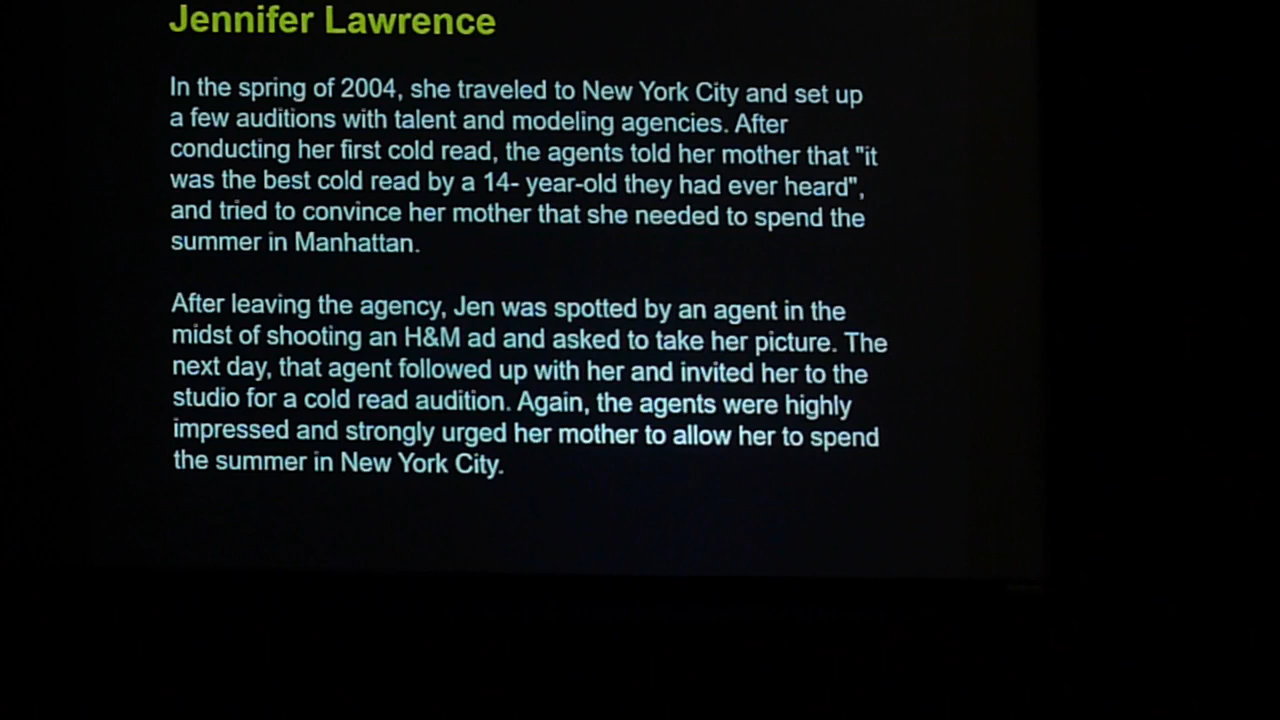 Jennifer Lawrence
In the spring of 2004, she traveled to New York City and set up
a few auditions with talent and modeling agencies. After
conducting her first cold read, the agents told her mother that "it
was the best cold read by a 14- year-old they had ever heard",
and tried to convince her mother that she needed to spend the
summer in Manhattan.
After leaving the agency, Jen was spotted by an agent in the
midst of shooting an H&M ad and asked to take her picture. The
next day, that agent followed up with her and invited her to the
studio for a cold read audition. Again, the agents were highly
impressed and strongly urged her mother to allow her to spend
the summer in New York City.